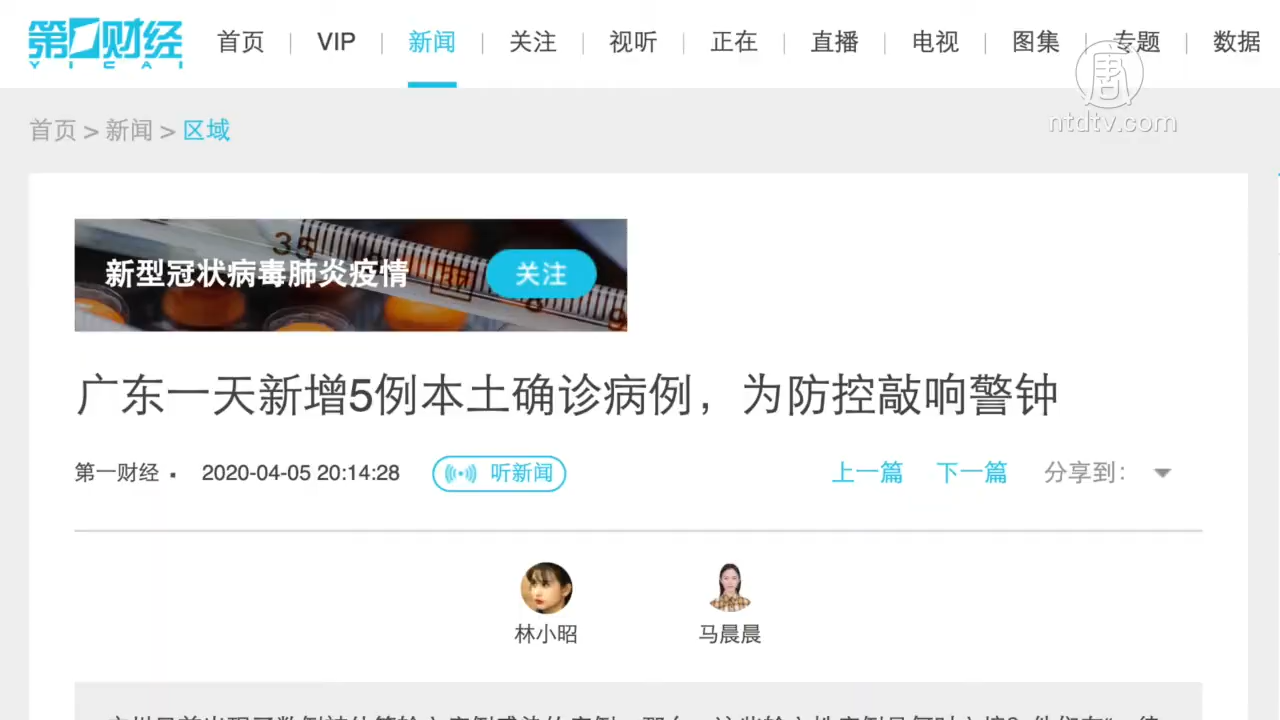 第一财经 首页 | VIP | 新闻 | 关注 | 视听 | 正在 | 直播 | 电视 | 图集 | 专题 | 数据
YICAI
唐
ntdtv.com
首页 > 新闻 > 区域
新型冠状病毒肺炎疫情 关注
广东一天新增5例本土确诊病例，为防控敲响警钟
第一财经 · 2020-04-05 20:14:28 听新闻 上一篇 下一篇 分享到：
林小昭 马晨晨